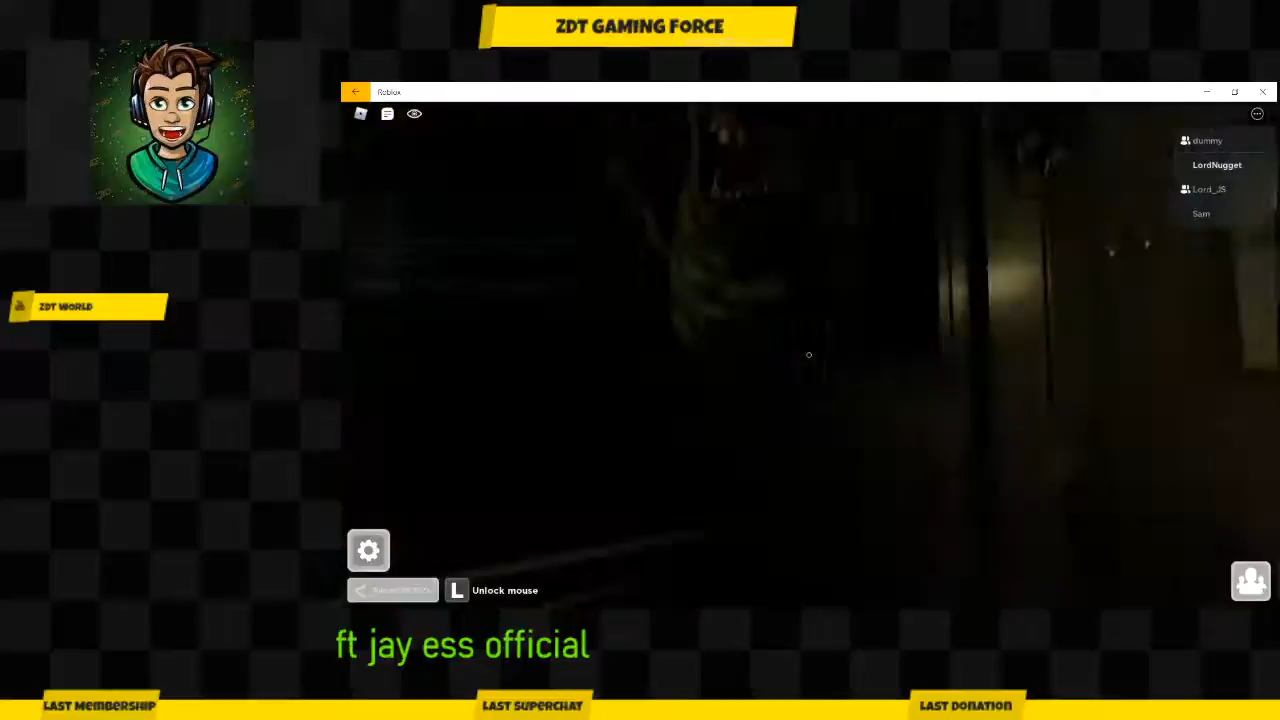 ZDT GAMING FORCE
Roblox
dummy
LordNugget
Lord_JS
Sam
ZDT WORLD
L Unlock mouse
ft jay ess official
LAST MEMBERSHIP
LAST SUPERCHAT
LAST DONATION